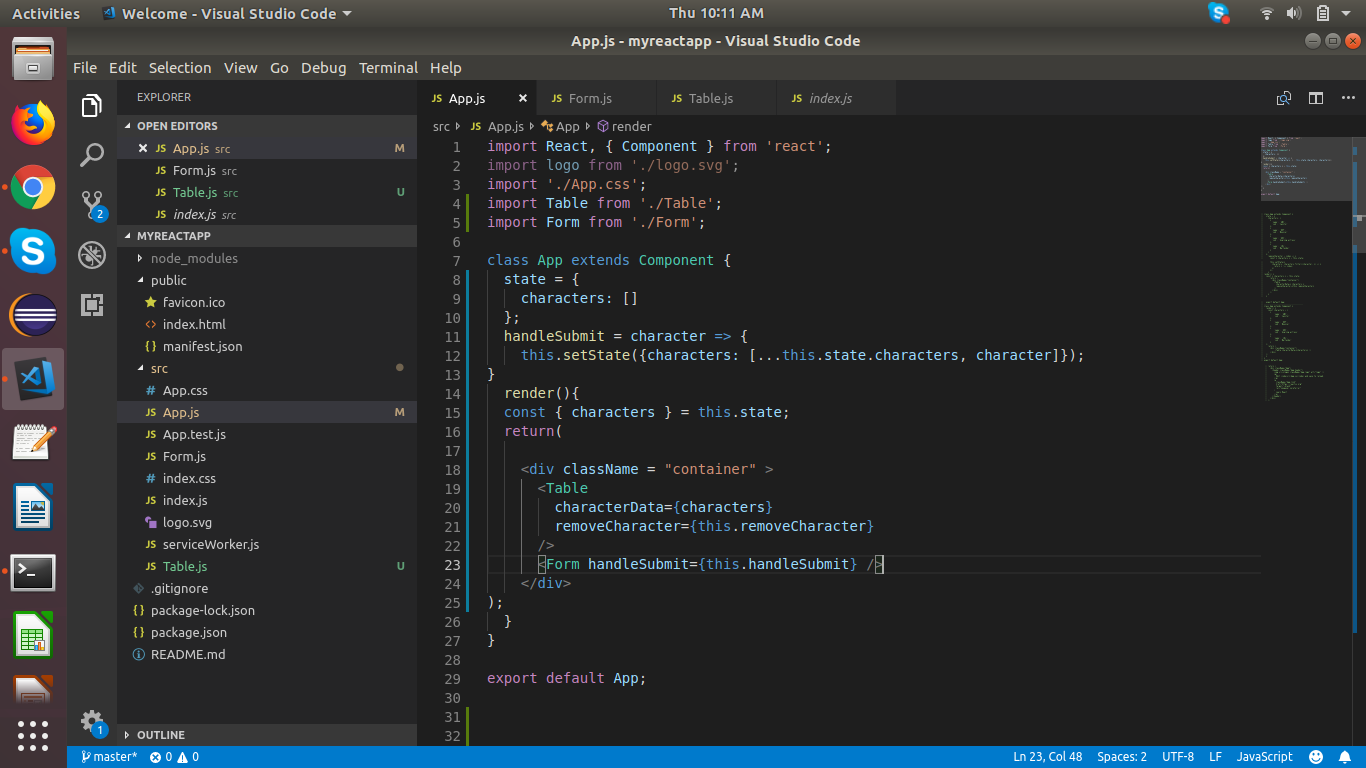 Activities Welcome - Visual Studio Code Thu 10:11 AM
App.js - myreactapp - Visual Studio Code
File Edit Selection View Go Debug Terminal Help
EXPLORER
OPEN EDITORS
App.js src M
Form.js src
Table.js src U
index.js src
2
MYREACTAPP
node_modules
public
favicon.ico
index.html
manifest.json
src
App.css
App.js M
App.test.js
Form.js
index.css
index.js
logo.svg
serviceWorker.js
Table.js U
.gitignore
package-lock.json
package.json
README.md
OUTLINE
1
JS App.js JS Form.js JS Table.js JS index.js
src JS App.js App render
1 import React, { Component } from 'react';
2 import logo from './logo.svg';
3 import './App.css';
4 import Table from './Table';
5 import Form from './Form';
6
7 class App extends Component {
8 state = {
9 characters: []
10 };
11 handleSubmit = character => {
12 this.setState({characters: [...this.state.characters, character]});
13 }
14 render(){
15 const { characters } = this.state;
16 return(
17
18 <div className = "container" >
19 <Table
20 characterData={characters}
21 removeCharacter={this.removeCharacter}
22 />
23 <Form handleSubmit={this.handleSubmit} />
24 </div>
25 );
26 }
27 }
28
29 export default App;
30
31
32
master* 0 0 Ln 23, Col 48 Spaces: 2 UTF-8 LF JavaScript